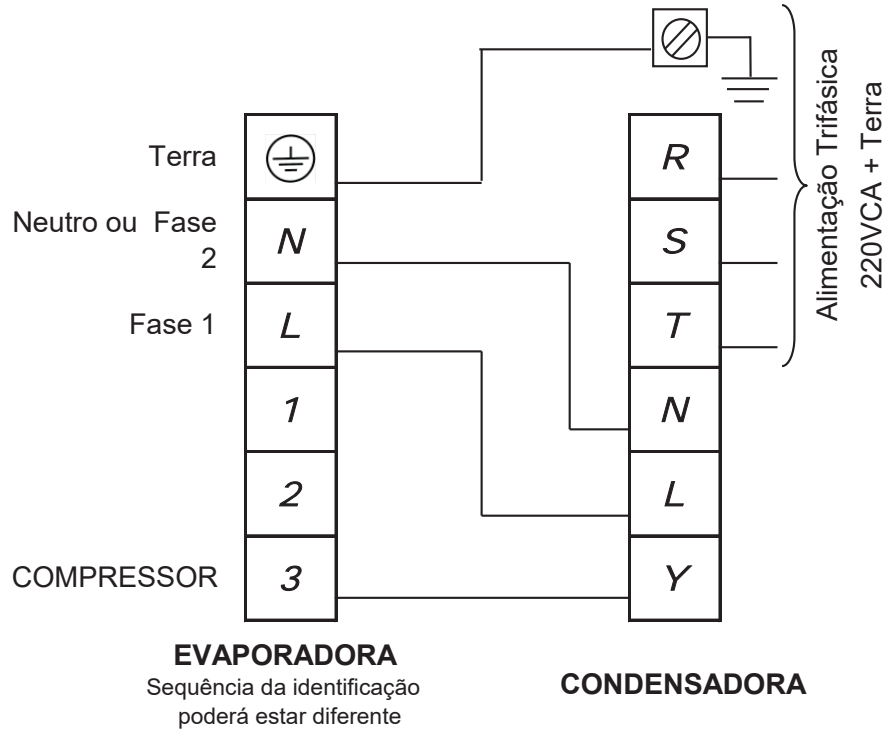 Terra
Neutro ou Fase
2
Fase 1
COMPRESSOR
N
L
1
2
3
EVAPORADORA
Sequência da identificação
poderá estar diferente
R
S
T
N
L
Y
CONDENSADORA
Alimentação Trifásica
220VCA + Terra